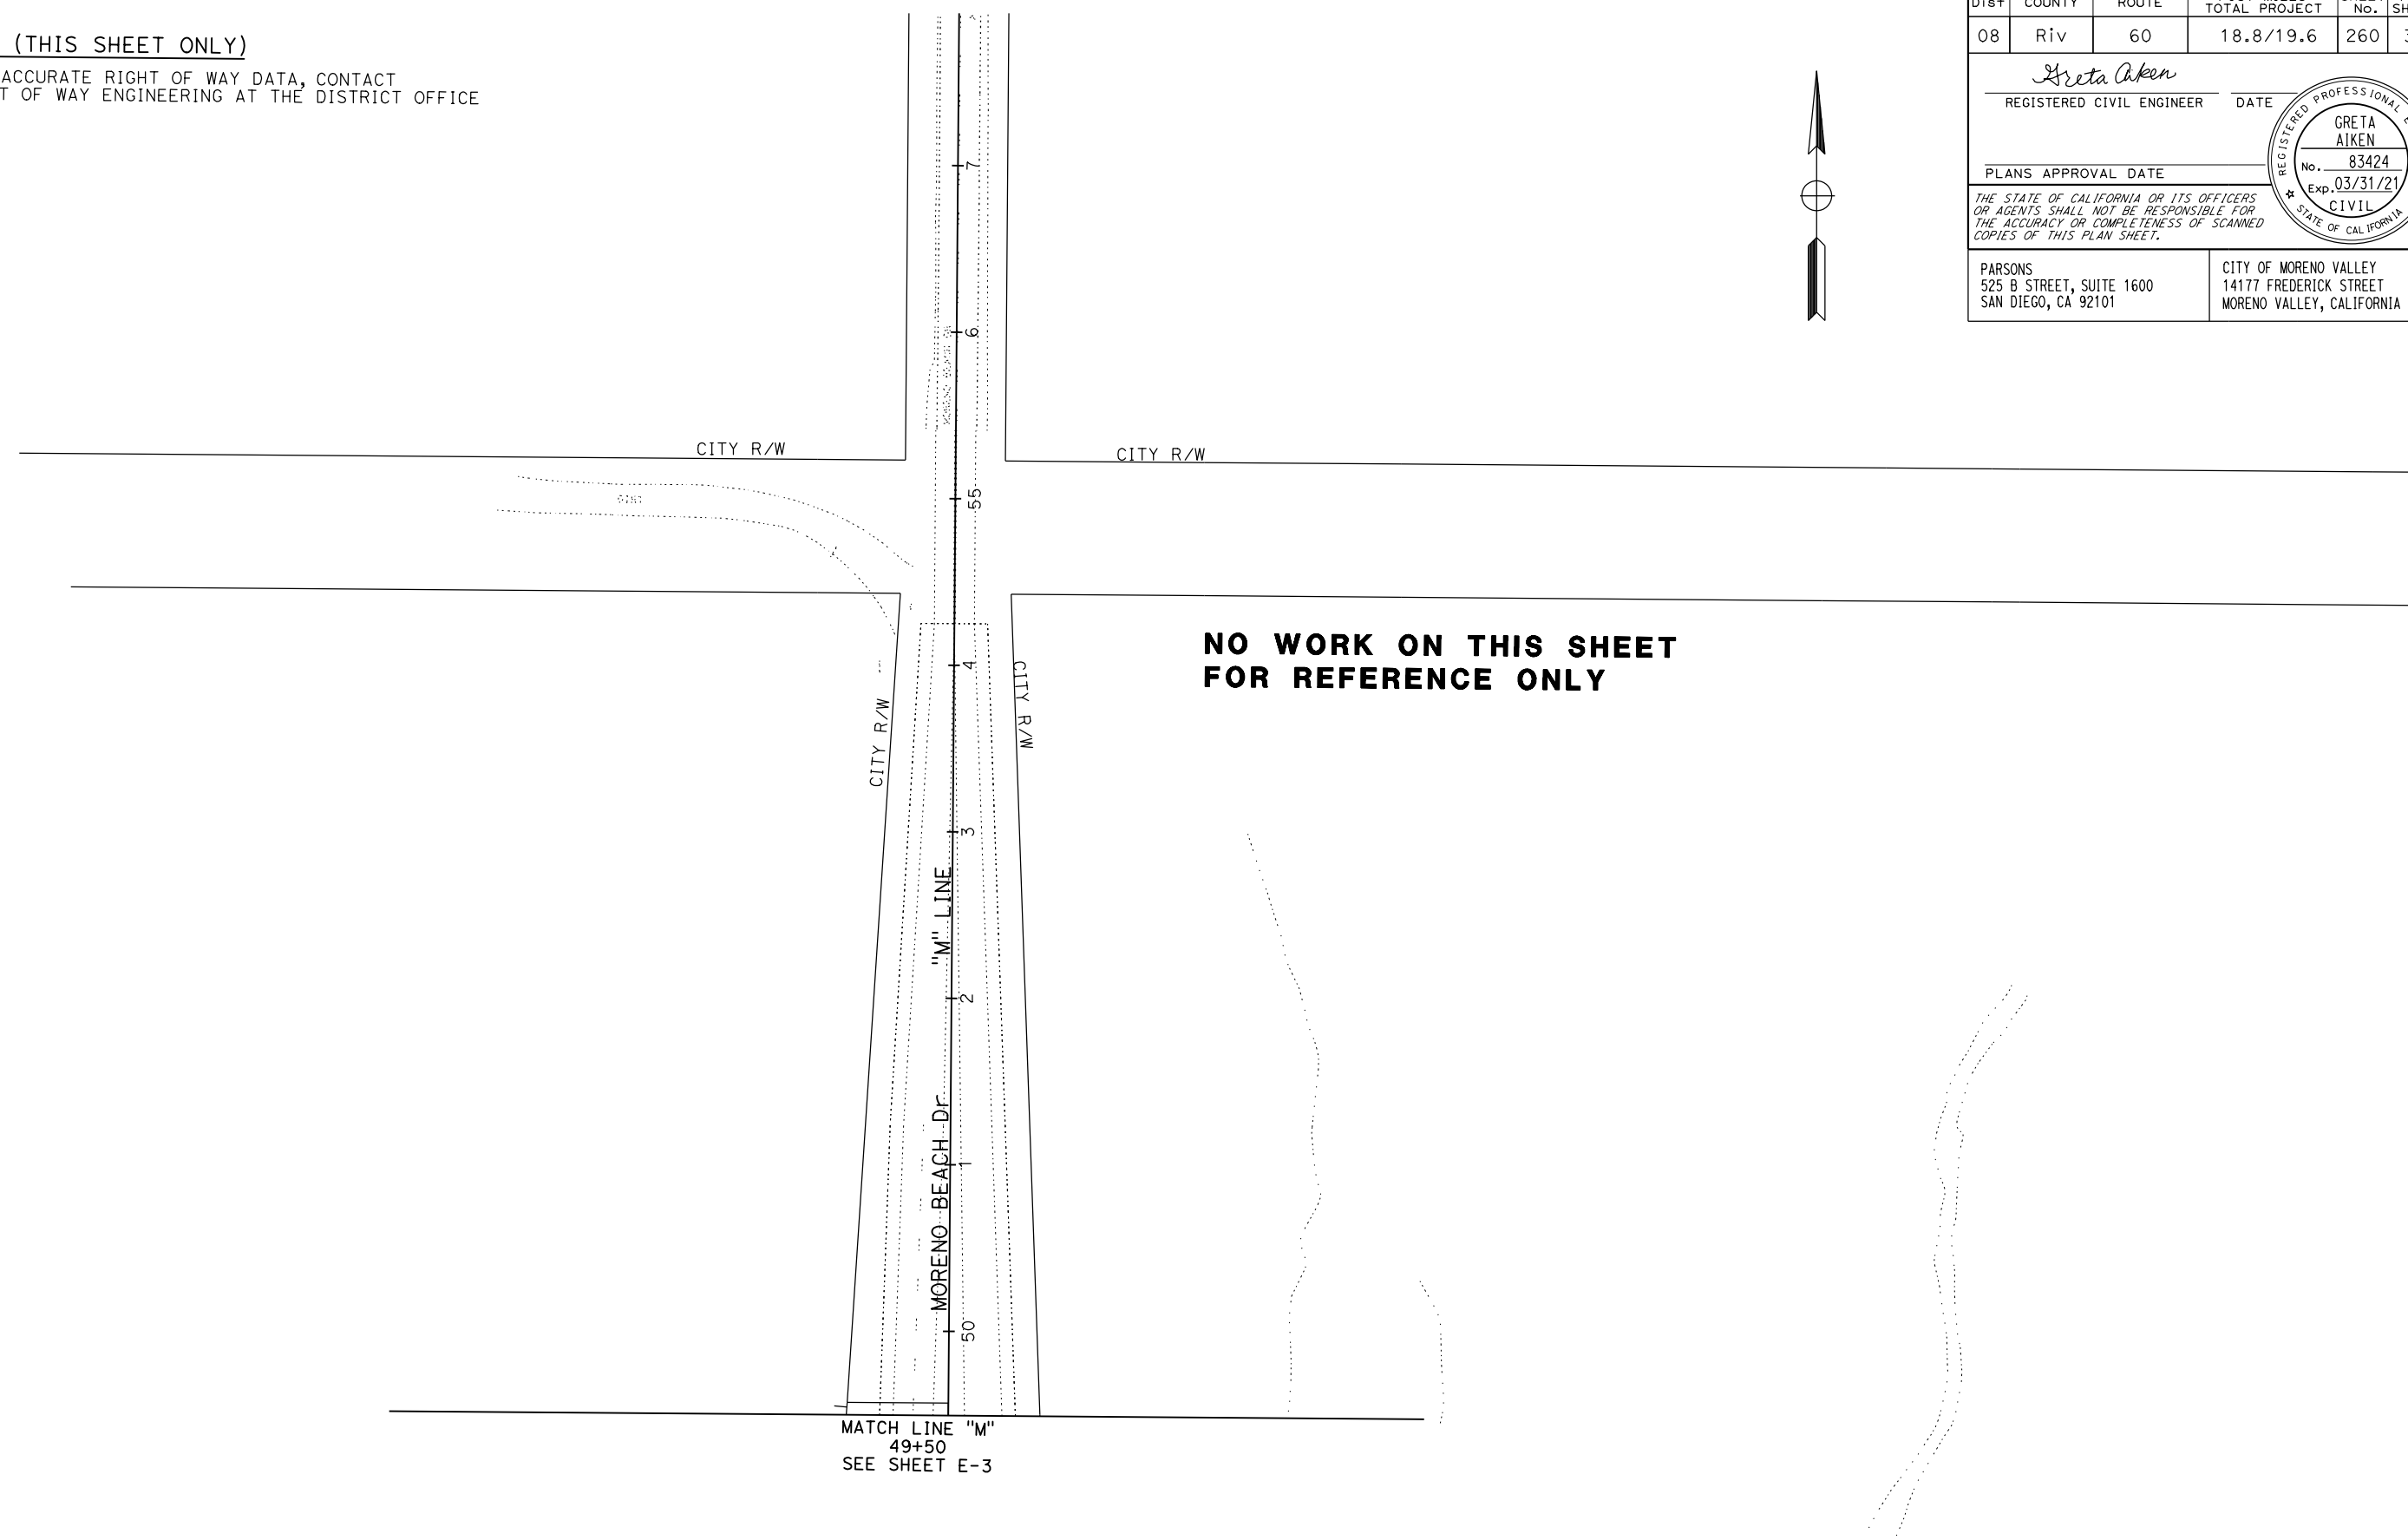 (THIS SHEET ONLY)
ACCURATE RIGHT OF WAY DATA, CONTACT
T OF WAY ENGINEERING AT THE DISTRICT OFFICE
DIST COUNTY ROUTE TOTAL PROJECT No.
08 Riv 60 18.8/19.6 260
Greta Aiken
REGISTERED CIVIL ENGINEER DATE
PLANS APPROVAL DATE
REGISTERED PROFESSIONAL
GRETA
AIKEN
No. 83424
Exp. 03/31/21
CIVIL
STATE OF CALIFORNIA
THE STATE OF CALIFORNIA OR ITS OFFICERS
OR AGENTS SHALL NOT BE RESPONSIBLE FOR
THE ACCURACY OR COMPLETENESS OF SCANNED
COPIES OF THIS PLAN SHEET.
PARSONS
525 B STREET, SUITE 1600
SAN DIEGO, CA 92101
CITY OF MORENO VALLEY
14177 FREDERICK STREET
MORENO VALLEY, CALIFORNIA
7
6
CITY R/W
CITY R/W
55
NO WORK ON THIS SHEET
FOR REFERENCE ONLY
4
CITY R/W
CITY R/W
3
"M" LINE
2
MORENO BEACH Dr
1
50
MATCH LINE "M"
49+50
SEE SHEET E-3